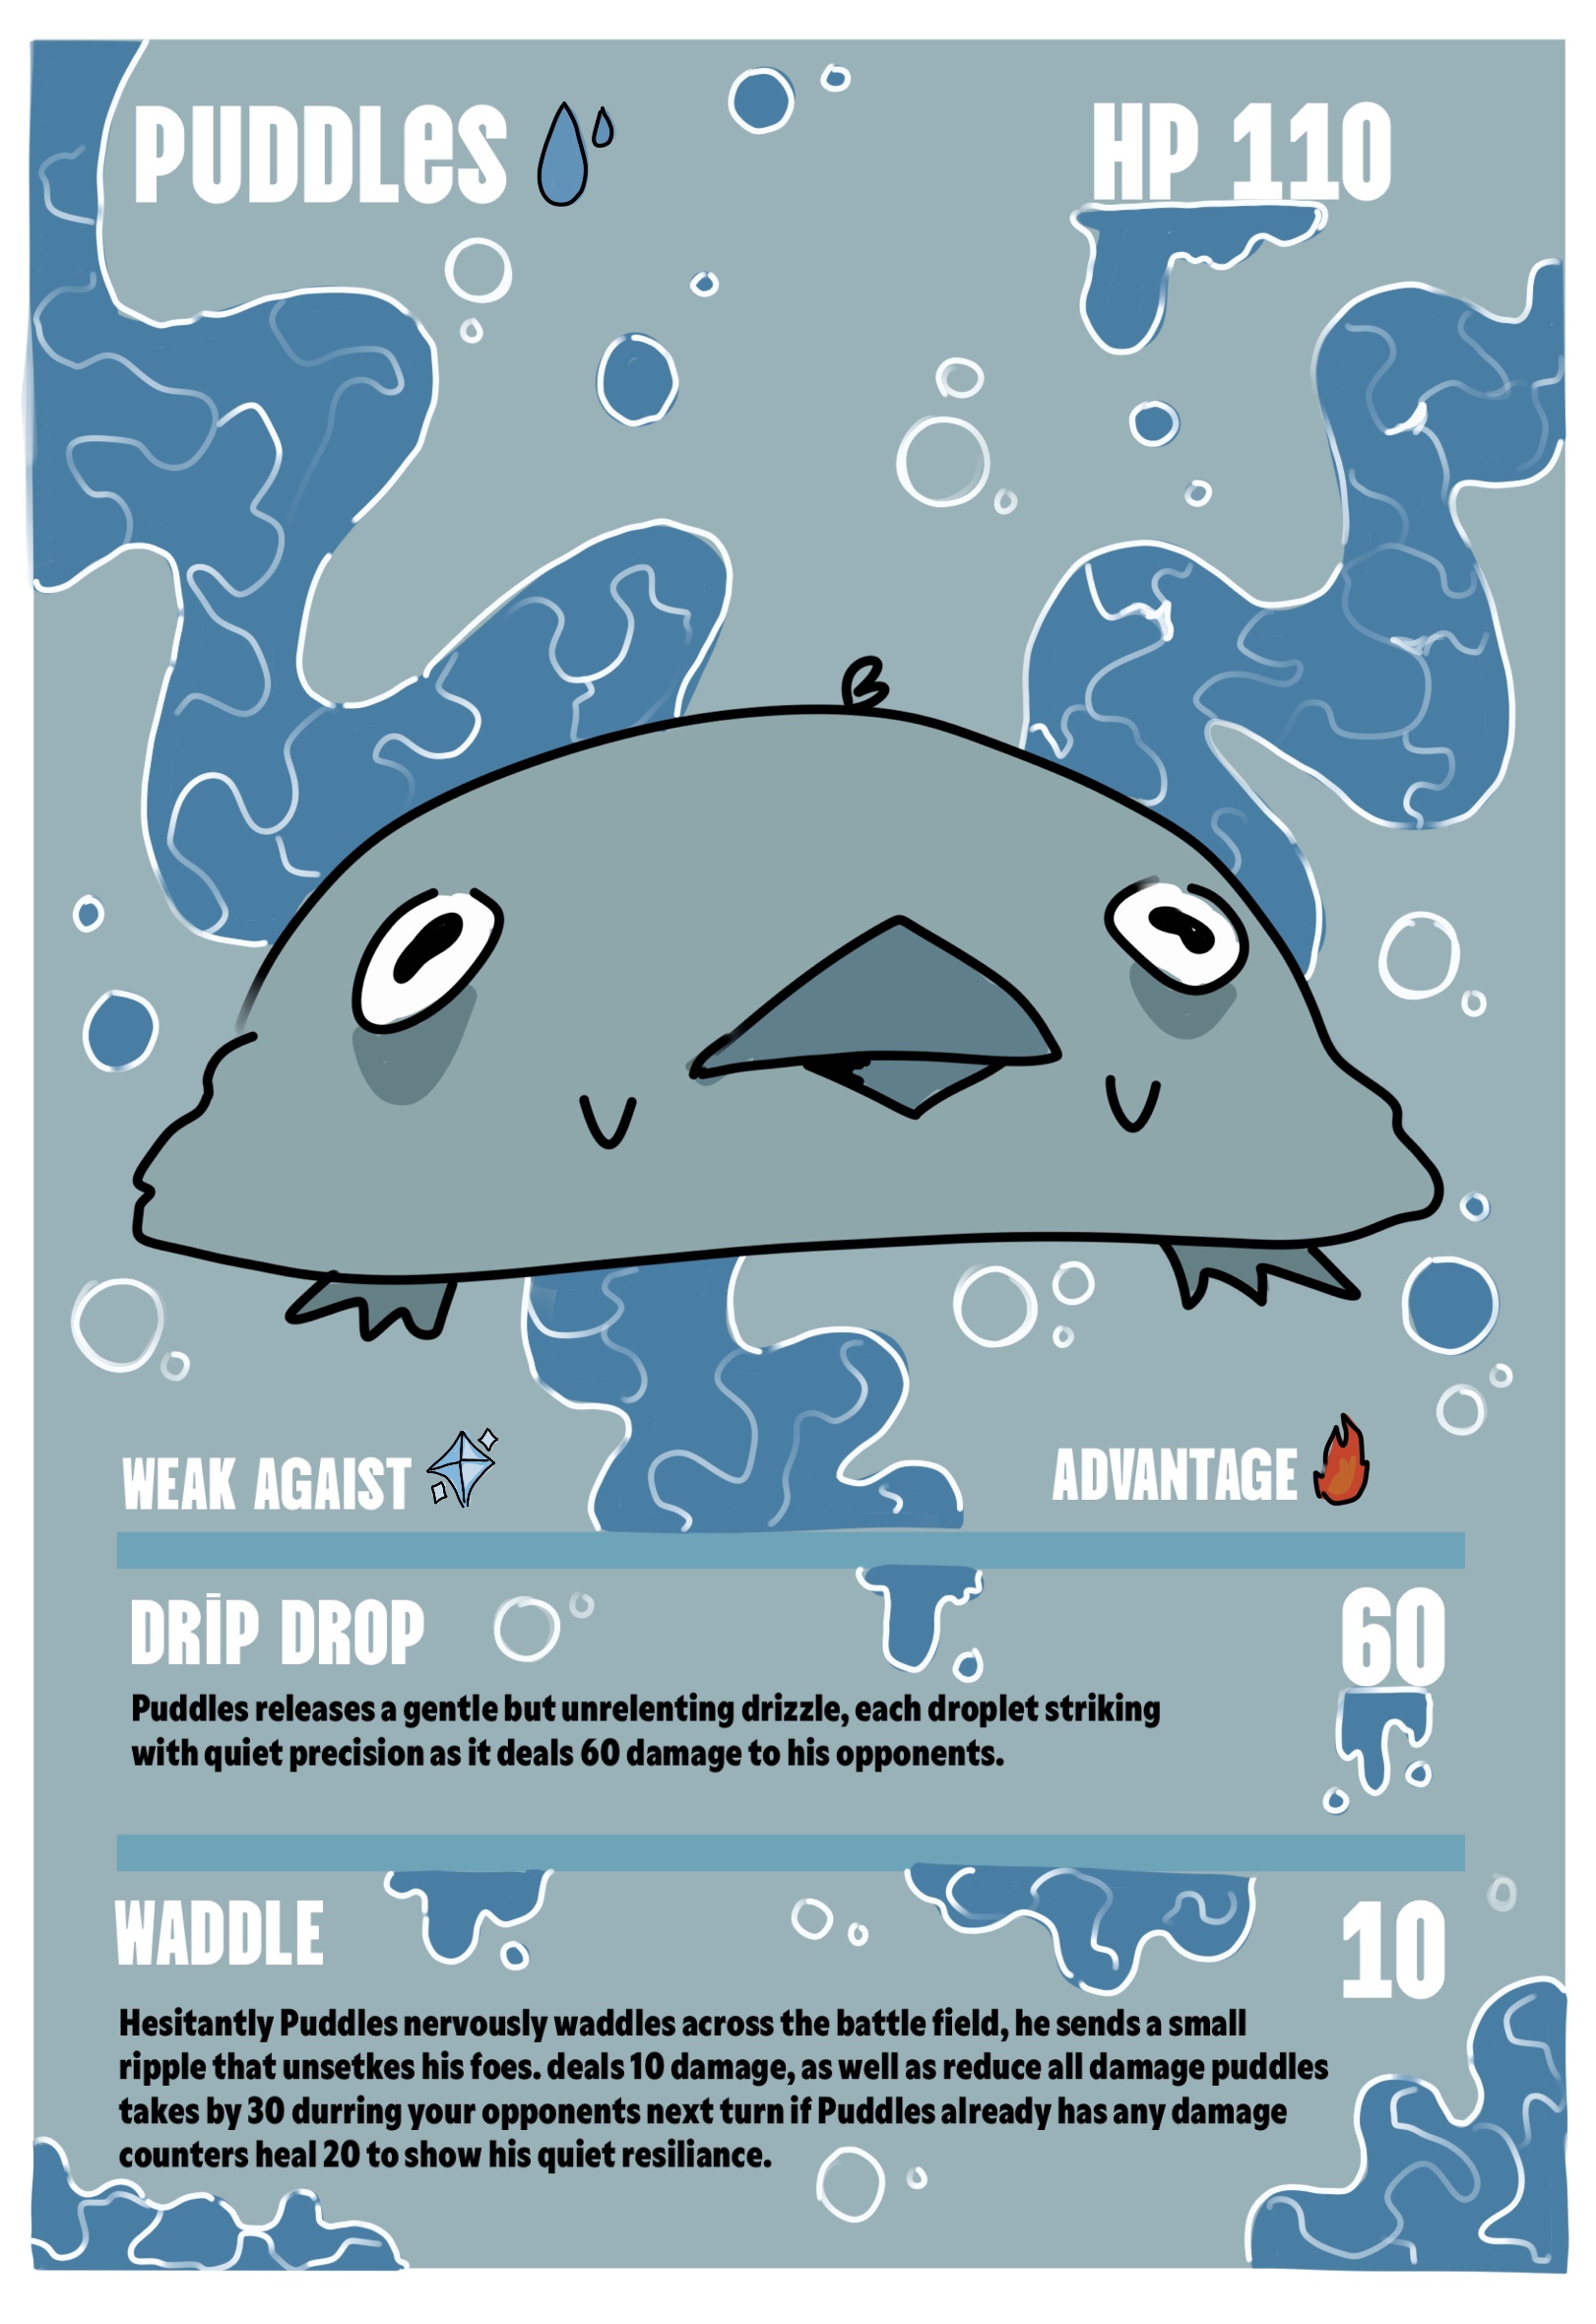 PUDDLeS
HP 110
WEAK AGAIST
ADVANTAGE
DRIP DROP
60
Puddles releases a gentle but unrelenting drizzle, each droplet striking
with quiet precision as it deals 60 damage to his opponents.
WADDLE
10
Hesitantly Puddles nervously waddles across the battle field, he sends a small
ripple that unsetkes his foes. deals 10 damage, as well as reduce all damage puddles
takes by 30 durring your opponents next turn if Puddles already has any damage
counters heal 20 to show his quiet resiliance.